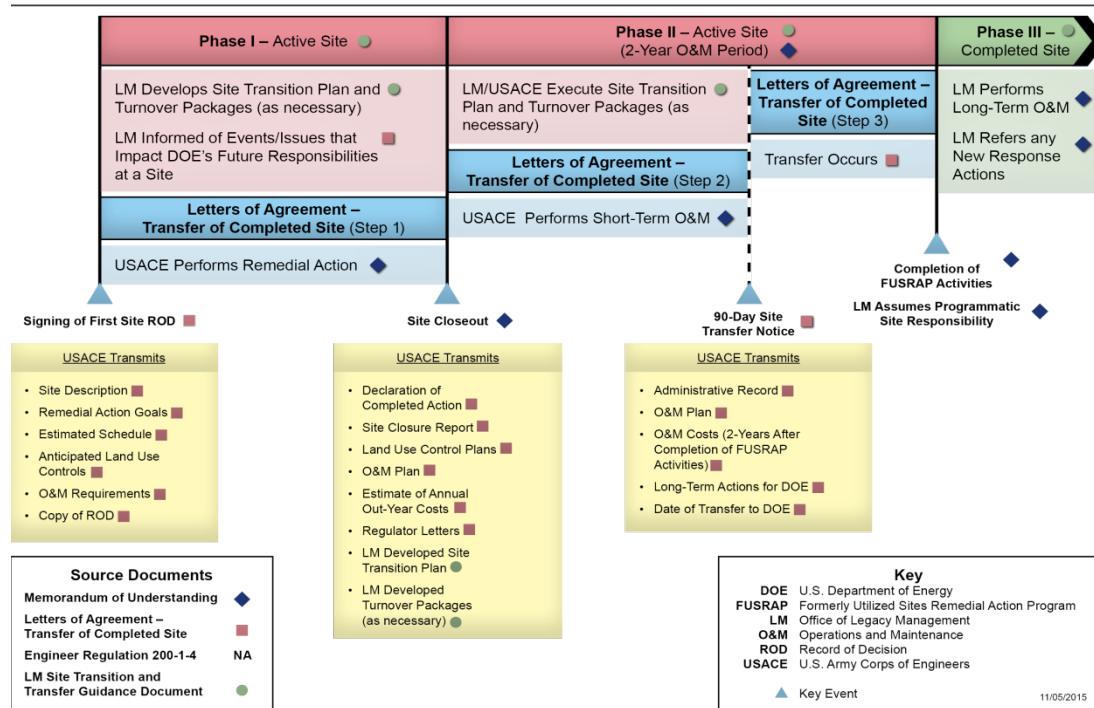 Phase I – Active Site
Phase II – Active Site
(2-Year O&M Period)
Phase III –
Completed Site
LM Develops Site Transition Plan and
Turnover Packages (as necessary)
LM Informed of Events/Issues that
Impact DOE's Future Responsibilities
at a Site
Letters of Agreement –
Transfer of Completed Site (Step 1)
USACE Performs Remedial Action
LM/USACE Execute Site Transition
Plan and Turnover Packages (as
necessary)
Letters of Agreement –
Transfer of Completed Site (Step 2)
USACE Performs Short-Term O&M
Letters of Agreement –
Transfer of Completed
Site (Step 3)
Transfer Occurs
LM Performs
Long-Term O&M
LM Refers any
New Response
Actions
Signing of First Site ROD
Site Closeout
90-Day Site
Transfer Notice
Completion of
FUSRAP Activities
LM Assumes Programmatic
Site Responsibility
USACE Transmits
• Site Description
• Remedial Action Goals
• Estimated Schedule
• Anticipated Land Use
Controls
• O&M Requirements
• Copy of ROD
USACE Transmits
• Declaration of
Completed Action
• Site Closure Report
• Land Use Control Plans
• O&M Plan
• Estimate of Annual
Out-Year Costs
• Regulator Letters
• LM Developed Site
Transition Plan
• LM Developed
Turnover Packages
(as necessary)
USACE Transmits
• Administrative Record
• O&M Plan
• O&M Costs (2-Years After
Completion of FUSRAP
Activities)
• Long-Term Actions for DOE
• Date of Transfer to DOE
Source Documents
Memorandum of Understanding
Letters of Agreement –
Transfer of Completed Site
Engineer Regulation 200-1-4 NA
LM Site Transition and
Transfer Guidance Document
Key
DOE U.S. Department of Energy
FUSRAP Formerly Utilized Sites Remedial Action Program
LM Office of Legacy Management
O&M Operations and Maintenance
ROD Record of Decision
USACE U.S. Army Corps of Engineers
Key Event
11/05/2015